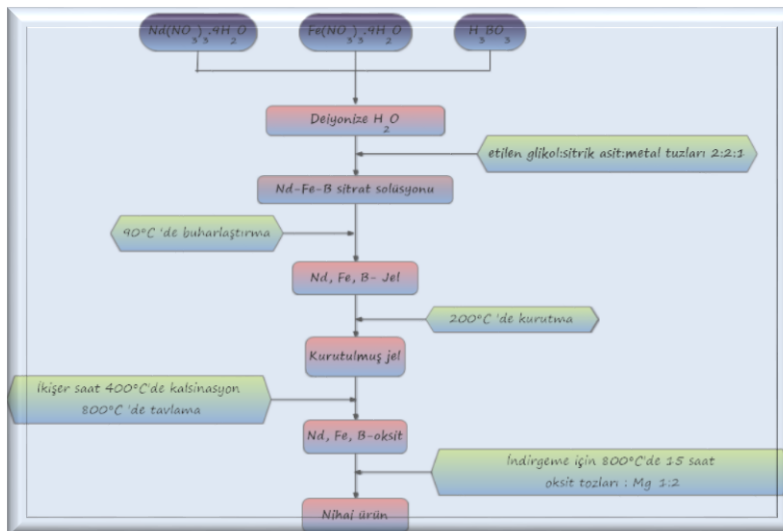 Nd(NO3)3.9H2O
Fe(NO3)3.9H2O
H3BO3
Deiyonize H2O
etilen glikol:sitrik asit:metal tuzları 2:2:1
Nd-Fe-B sitrat solüsyonu
90°C 'de buharlaştırma
Nd, Fe, B- Jel
200°C 'de kurutma
Kurutulmuş jel
İkişer saat 400°C'de kalsinasyon
800°C 'de tavlama
Nd, Fe, B-oksit
İndirgeme için 800°C'de 15 saat
oksit tozları : Mg 1:2
Nihai ürün